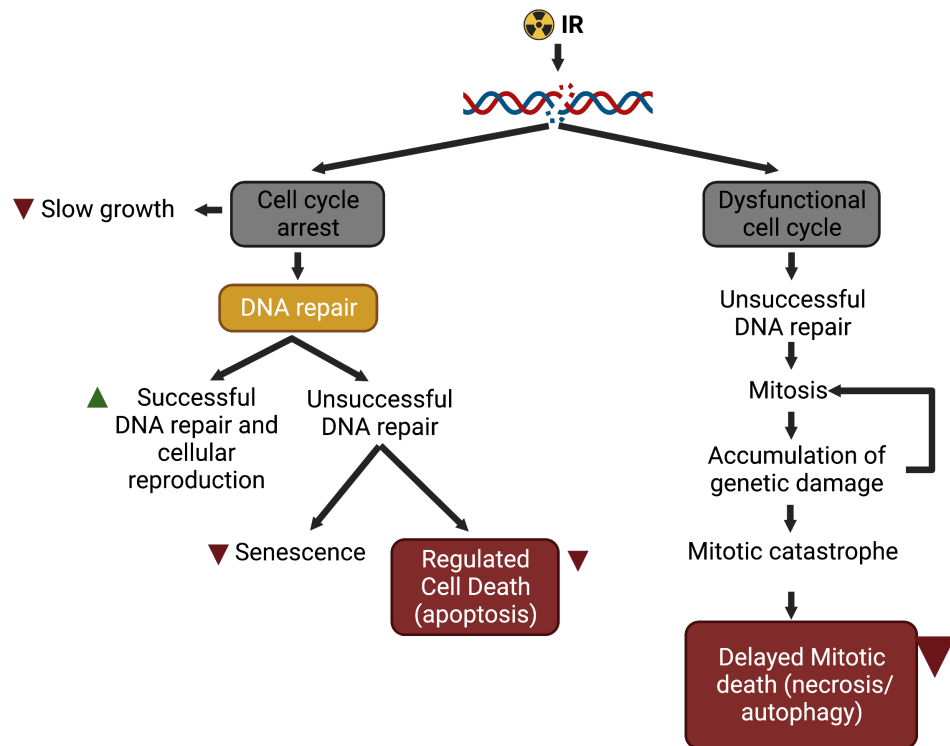 IR
Cell cycle
arrest
Slow growth
DNA repair
Successful
DNA repair and
cellular
reproduction
Unsuccessful
DNA repair
Senescence
Regulated
Cell Death
(apoptosis)
Dysfunctional
cell cycle
Unsuccessful
DNA repair
Mitosis
Accumulation of
genetic damage
Mitotic catastrophe
Delayed Mitotic
death (necrosis/
autophagy)